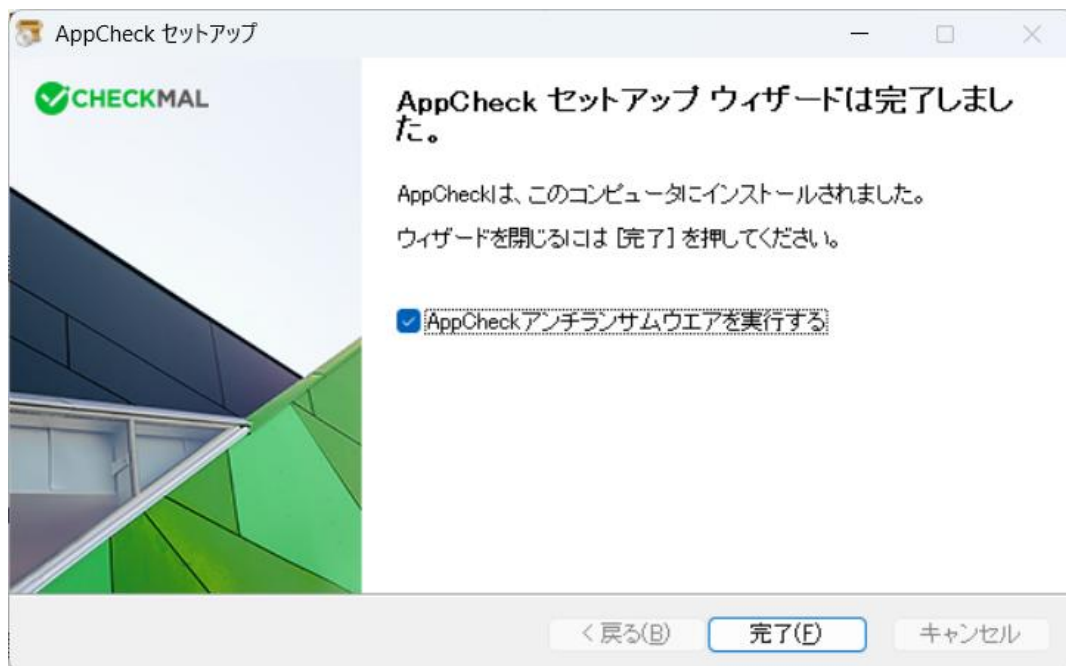 AppCheck セットアップ
CHECKMAL
AppCheck セットアップ ウィザードは完了しまし
た。
AppCheckは、このコンピュータにインストールされました。
ウィザードを閉じるには [完了] を押してください。
AppCheckアンチランサムウエアを実行する
< 戻る(B)
完了(F)
キャンセル